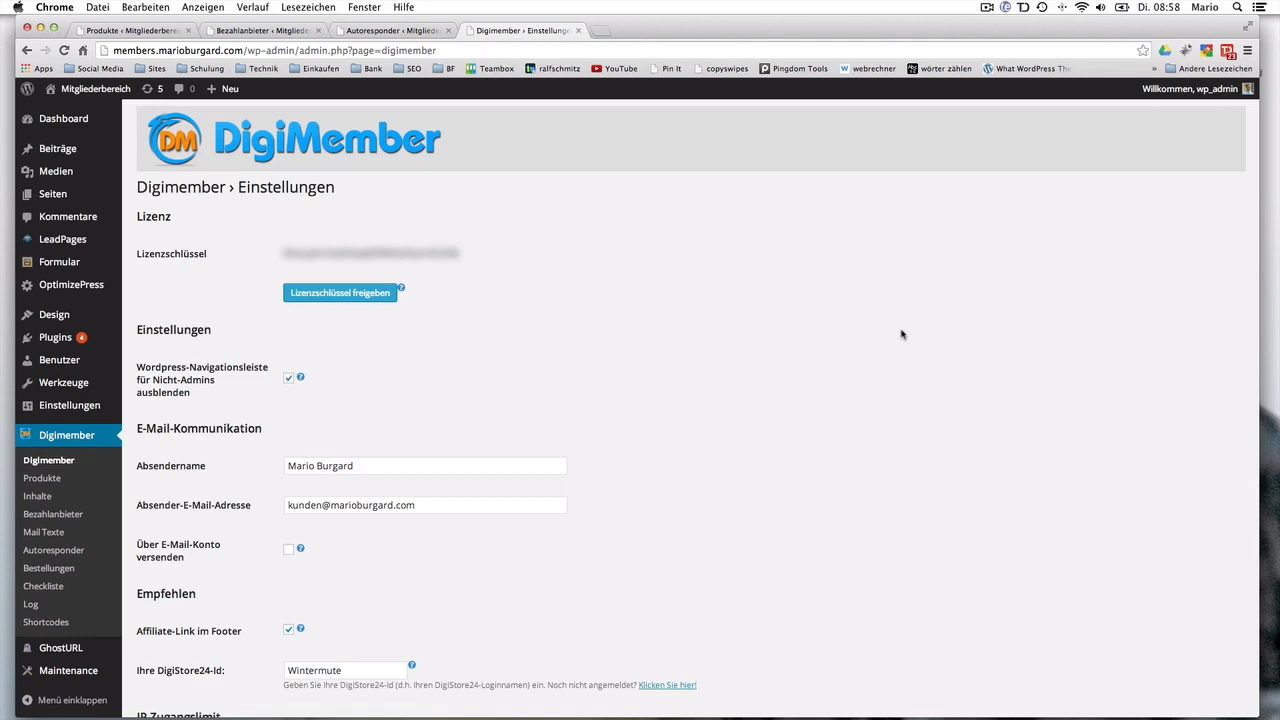 Chrome Datei Bearbeiten Anzeigen Verlauf Lesezeichen Fenster Hilfe Di. 08:58 Mario
Produkte ‹ Mitgliederbere Bezahlanbieter ‹ Mitglied Autoresponder ‹ Mitglied Digimember › Einstellung
members.marioburgard.com/wp-admin/admin.php?page=digimember
Apps Social Media Sites Schulung Technik Einkaufen Bank SEO BF Teambox ralfschmitz YouTube Pin It copyswipes Pingdom Tools webrechner wörter zählen What WordPress The » Andere Lesezeichen
Mitgliederbereich 5 0 + Neu Willkommen, wp_admin
Dashboard
Beiträge
Medien
Seiten
Kommentare
LeadPages
Formular
OptimizePress
Design
Plugins 4
Benutzer
Werkzeuge
Einstellungen
Digimember
Digimember
Produkte
Inhalte
Bezahlanbieter
Mail Texte
Autoresponder
Bestellungen
Checkliste
Log
Shortcodes
GhostURL
Maintenance
Menü einklappen
DM DigiMember
Digimember › Einstellungen
Lizenz
Lizenzschlüssel
Lizenzschlüssel freigeben
Einstellungen
Wordpress-Navigationsleiste
für Nicht-Admins
ausblenden
E-Mail-Kommunikation
Absendername Mario Burgard
Absender-E-Mail-Adresse kunden@marioburgard.com
Über E-Mail-Konto
versenden
Empfehlen
Affiliate-Link im Footer
Ihre DigiStore24-Id: Wintermute
Geben Sie Ihre DigiStore24-Id (d.h. Ihren DigiStore24-Loginnamen) ein. Noch nicht angemeldet? Klicken Sie hier!
IP Zugangslimit